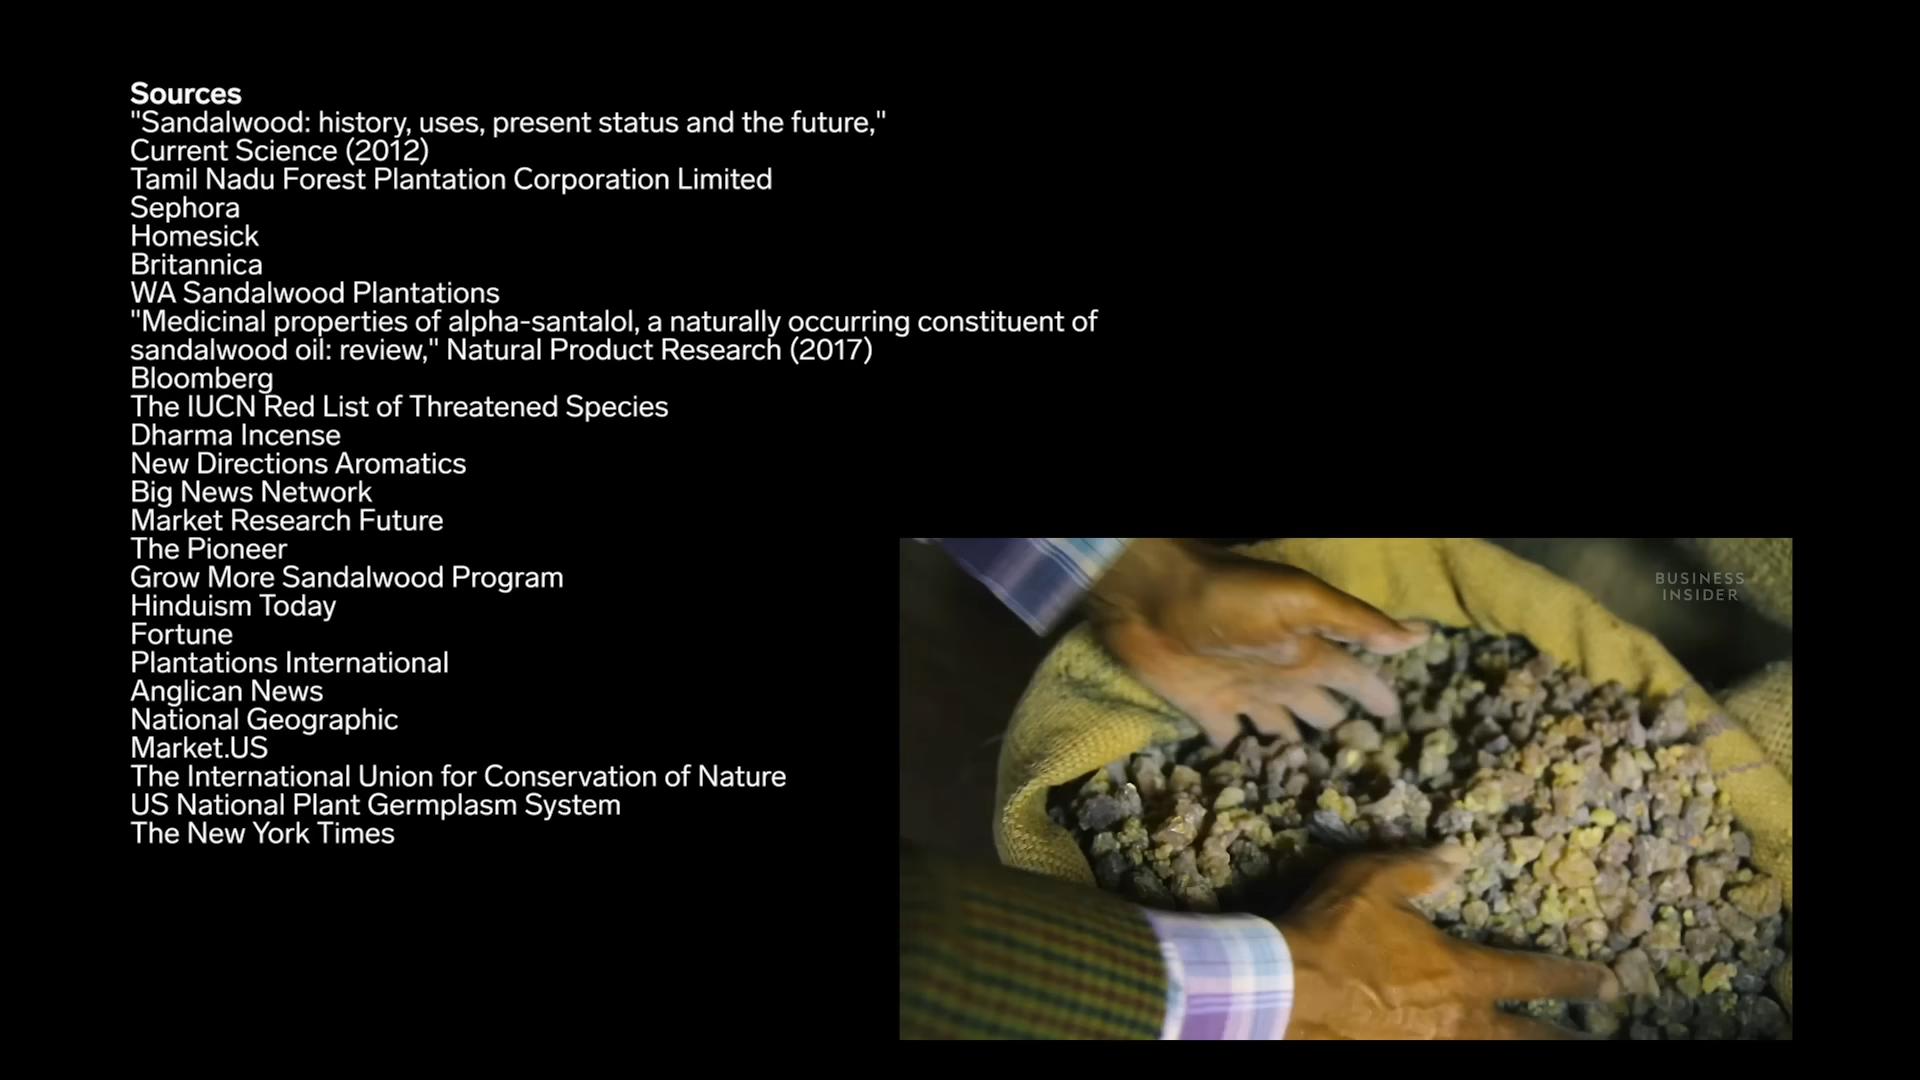 Sources
"Sandalwood: history, uses, present status and the future,"
Current Science (2012)
Tamil Nadu Forest Plantation Corporation Limited
Sephora
Homesick
Britannica
WA Sandalwood Plantations
"Medicinal properties of alpha-santalol, a naturally occurring constituent of
sandalwood oil: review," Natural Product Research (2017)
Bloomberg
The IUCN Red List of Threatened Species
Dharma Incense
New Directions Aromatics
Big News Network
Market Research Future
The Pioneer
Grow More Sandalwood Program
Hinduism Today
Fortune
Plantations International
Anglican News
National Geographic
Market.US
The International Union for Conservation of Nature
US National Plant Germplasm System
The New York Times
BUSINESS
INSIDER